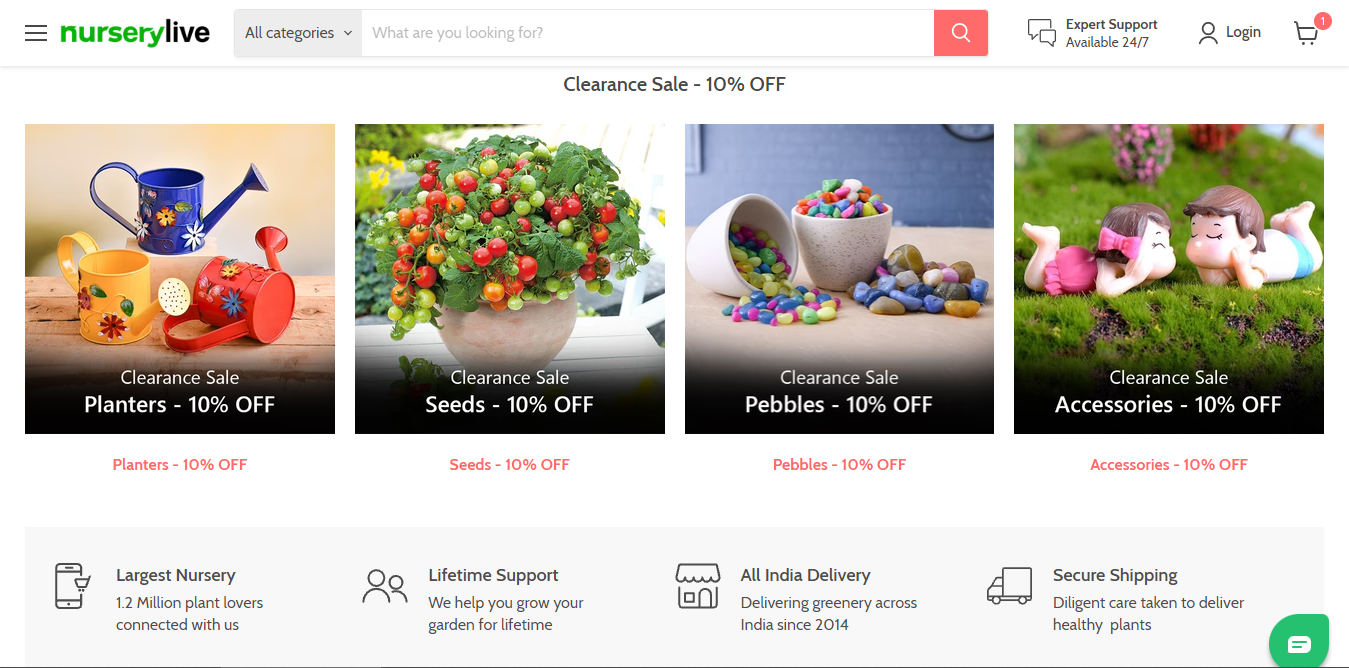 nurserylive
All categories
What are you looking for?
Expert Support
Available 24/7
Login
1
Clearance Sale - 10% OFF
Clearance Sale
Planters - 10% OFF
Clearance Sale
Seeds - 10% OFF
Clearance Sale
Pebbles - 10% OFF
Clearance Sale
Accessories - 10% OFF
Planters - 10% OFF
Seeds - 10% OFF
Pebbles - 10% OFF
Accessories - 10% OFF
Largest Nursery
1.2 Million plant lovers
connected with us
Lifetime Support
We help you grow your
garden for lifetime
All India Delivery
Delivering greenery across
India since 2014
Secure Shipping
Diligent care taken to deliver
healthy  plants